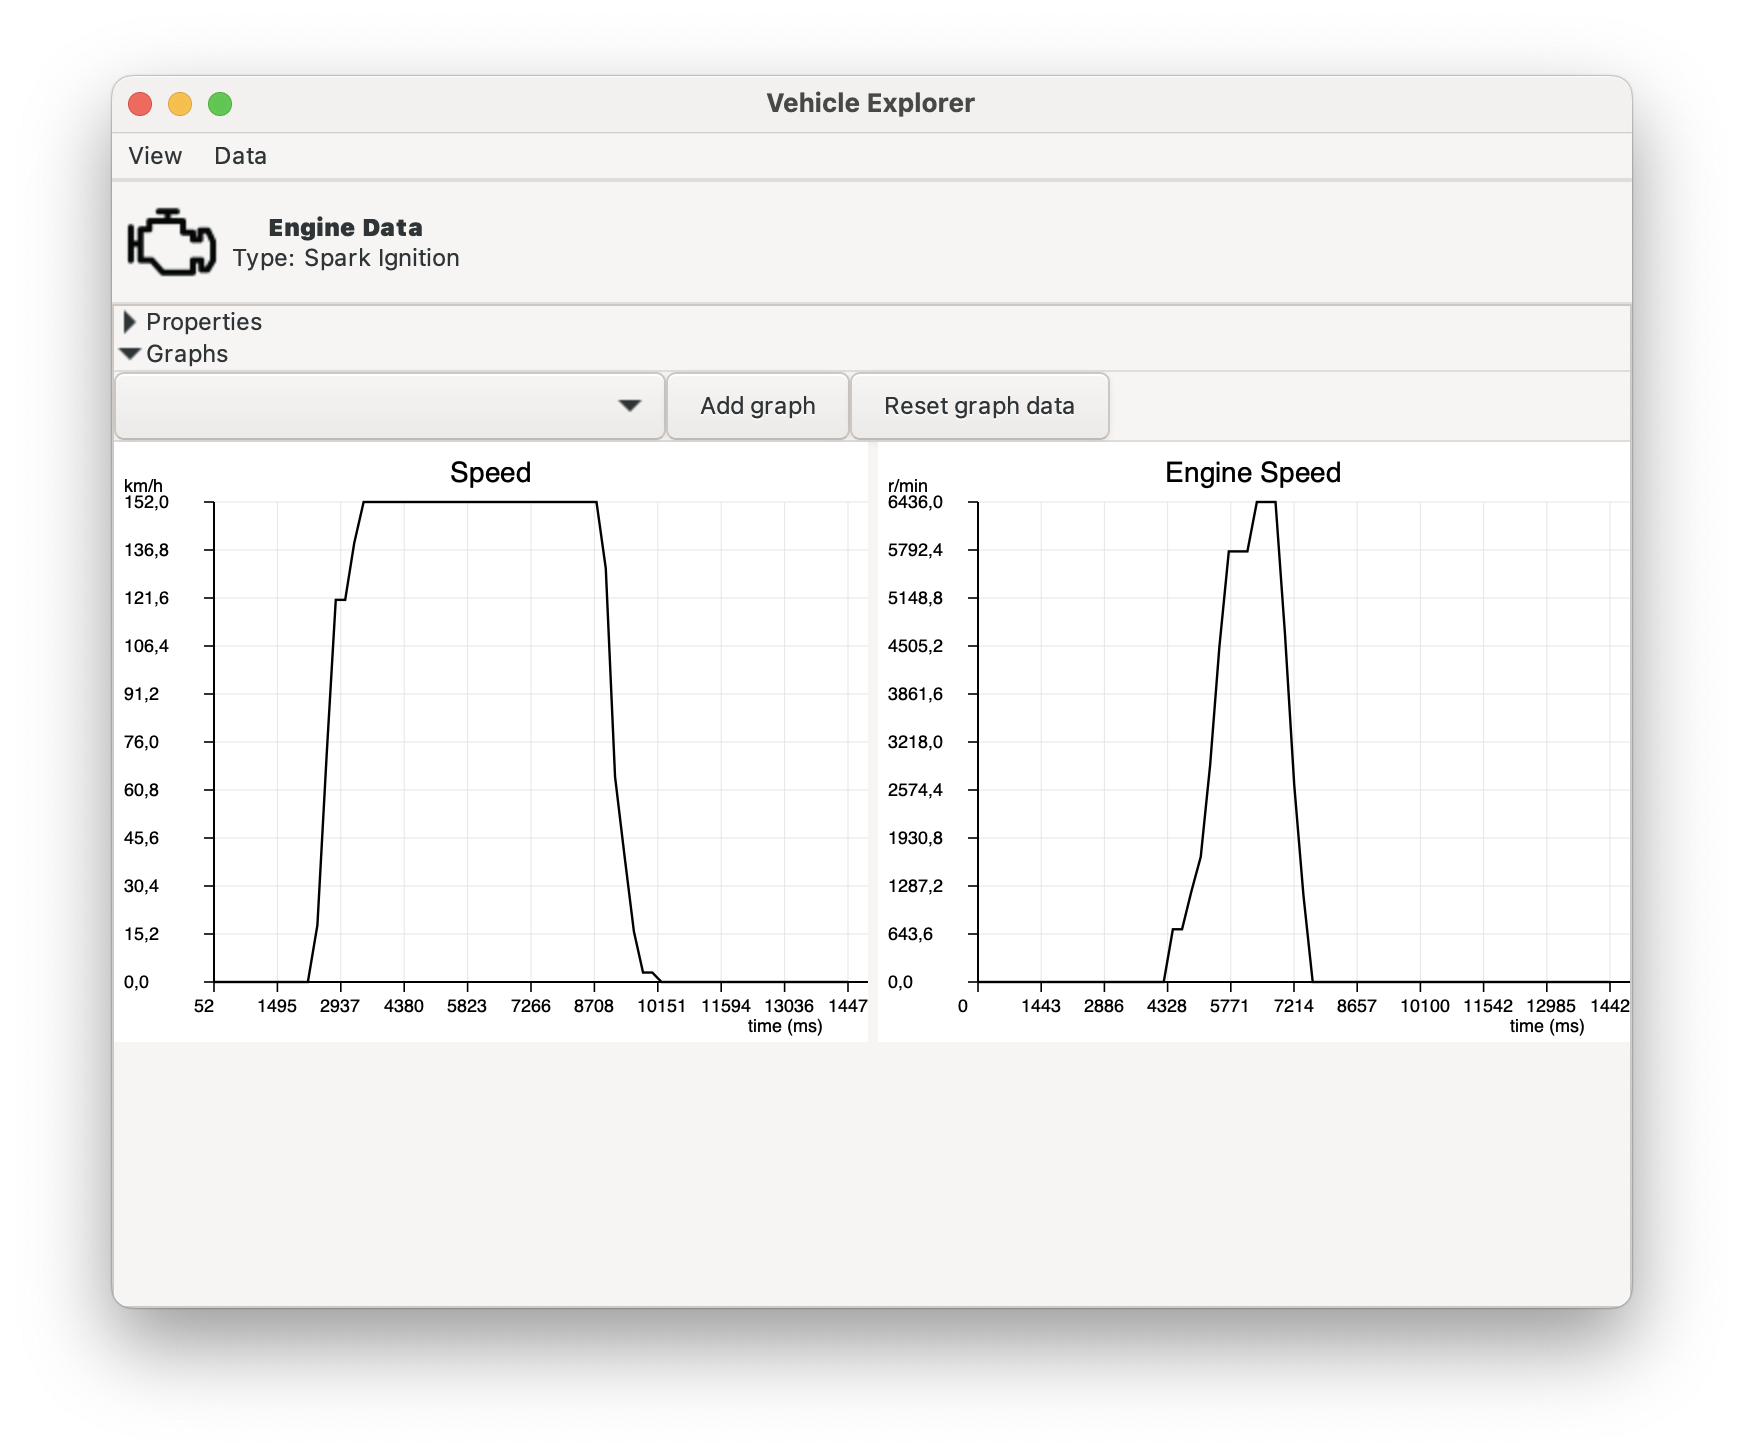 Vehicle Explorer
View Data
Engine Data
Type: Spark Ignition
Properties
Graphs
Add graph Reset graph data
Speed
km/h
152,0
136,8
121,6
106,4
91,2
76,0
60,8
45,6
30,4
15,2
0,0
52 1495 2937 4380 5823 7266 8708 10151 11594 13036 1447
time (ms)
Engine Speed
r/min
6436,0
5792,4
5148,8
4505,2
3861,6
3218,0
2574,4
1930,8
1287,2
643,6
0,0
0 1443 2886 4328 5771 7214 8657 10100 11542 12985 1442
time (ms)